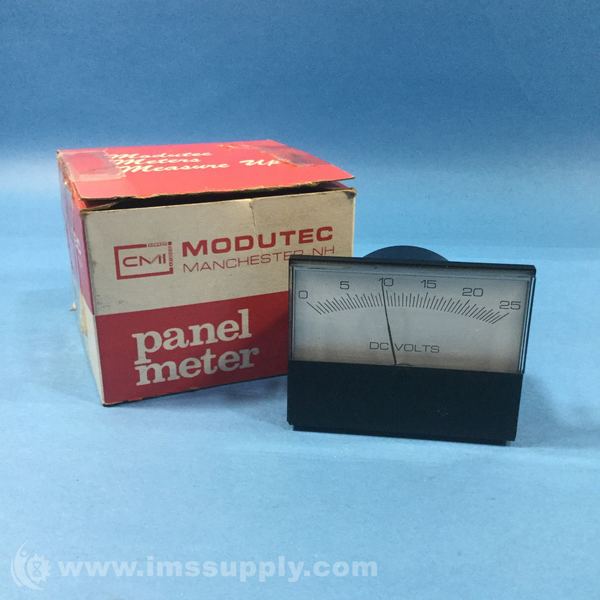 Modutec
Meters
Measure Up
CMi
MODUTEC
MANCHESTER, NH
panel
meter
0 5 10 15 20 25
DC VOLTS
www.imssupply.com